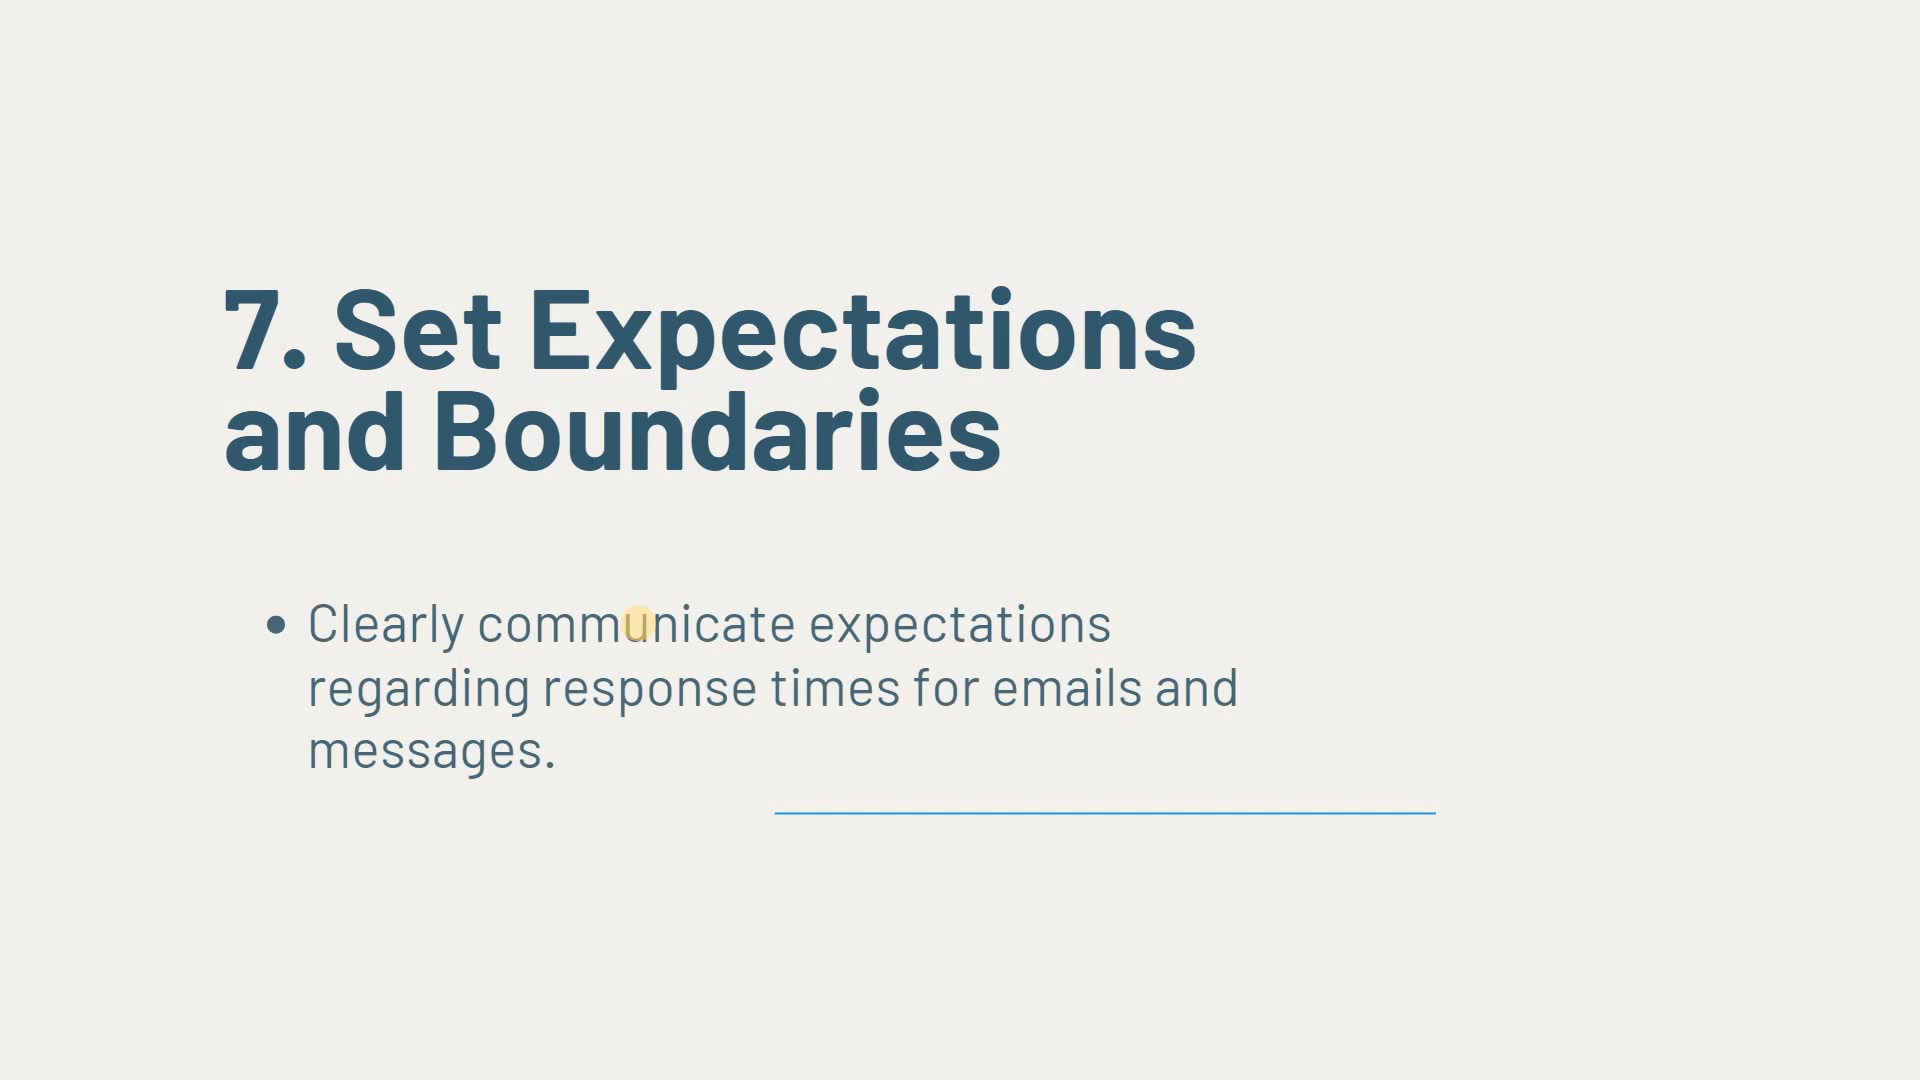 7. Set Expectations
and Boundaries
• Clearly communicate expectations
regarding response times for emails and
messages.